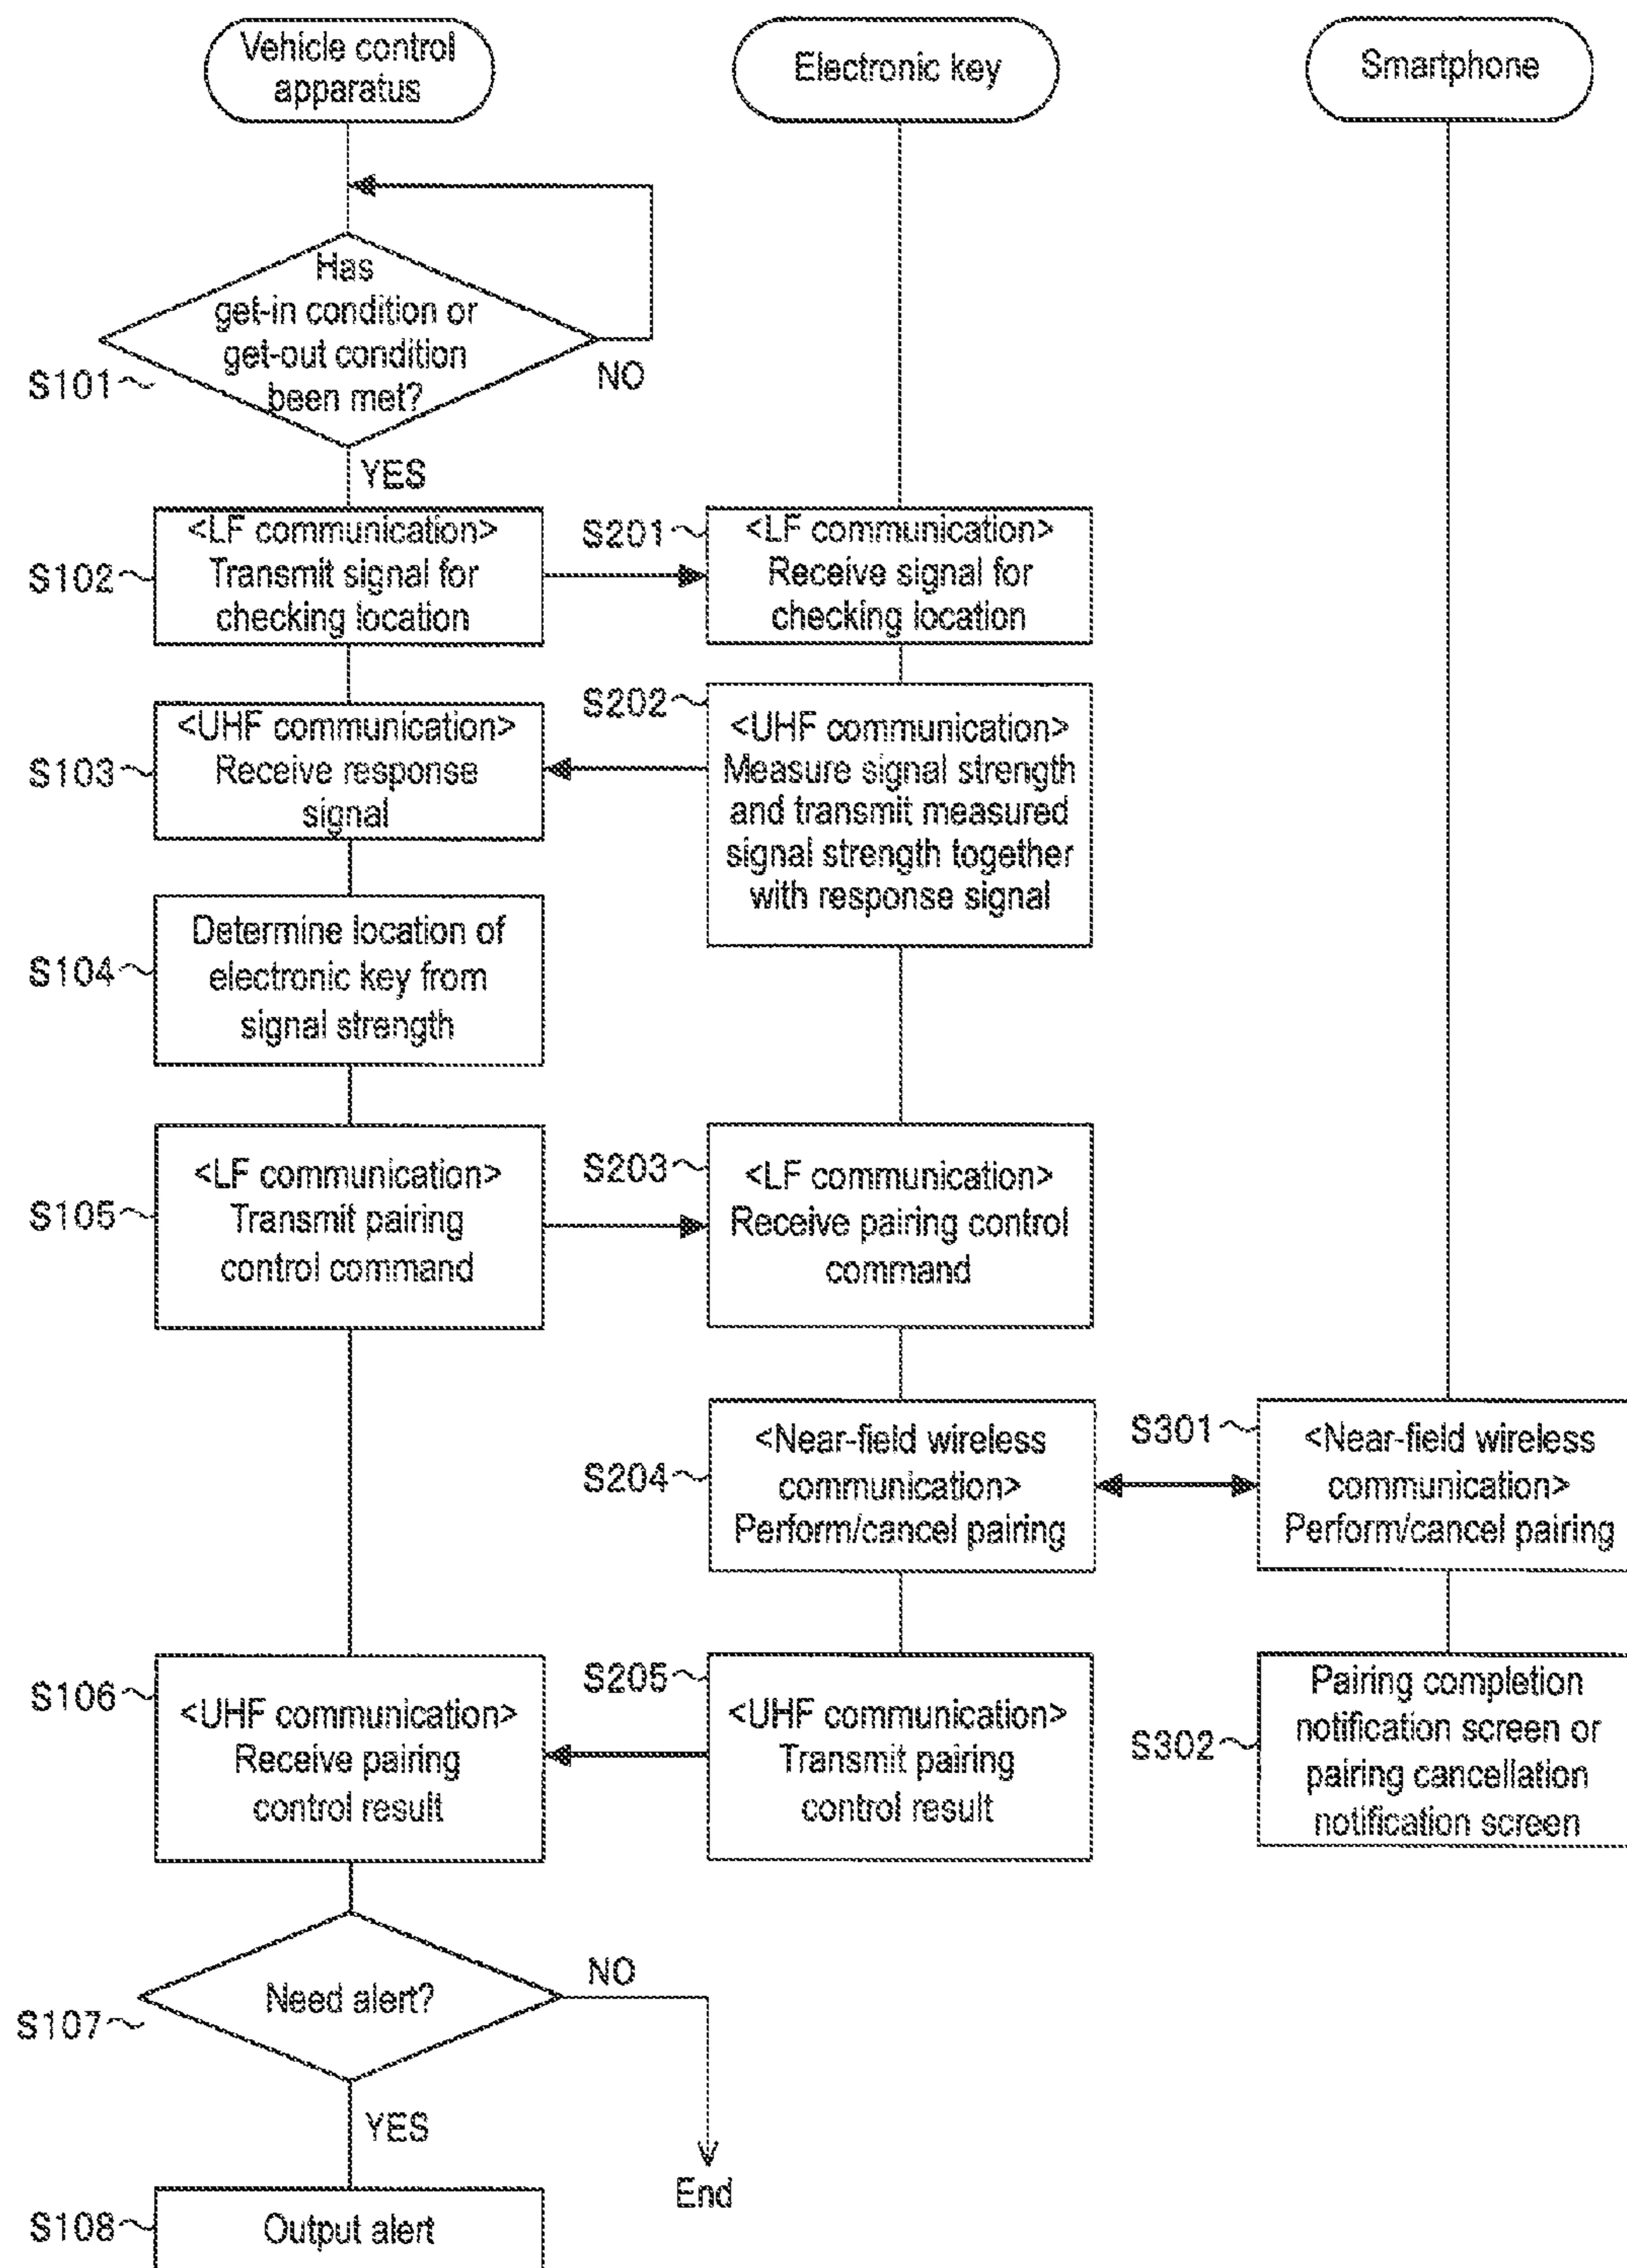 Vehicle control
apparatus
Electronic key
Smartphone
Has
get-in condition or
get-out condition
been met?
S101
NO
YES
<LF communication>
Transmit signal for
checking location
S102
S201
<LF communication>
Receive signal for
checking location
<UHF communication>
Receive response
signal
S103
S202
<UHF communication>
Measure signal strength
and transmit measured
signal strength together
with response signal
S104
Determine location of
electronic key from
signal strength
S105
<LF communication>
Transmit pairing
control command
S203
<LF communication>
Receive pairing control
command
S204
<Near-field wireless
communication>
Perform/cancel pairing
S301
<Near-field wireless
communication>
Perform/cancel pairing
S106
<UHF communication>
Receive pairing
control result
S205
<UHF communication>
Transmit pairing
control result
S302
Pairing completion
notification screen or
pairing cancellation
notification screen
S107
Need alert?
NO
YES
End
S108
Output alert